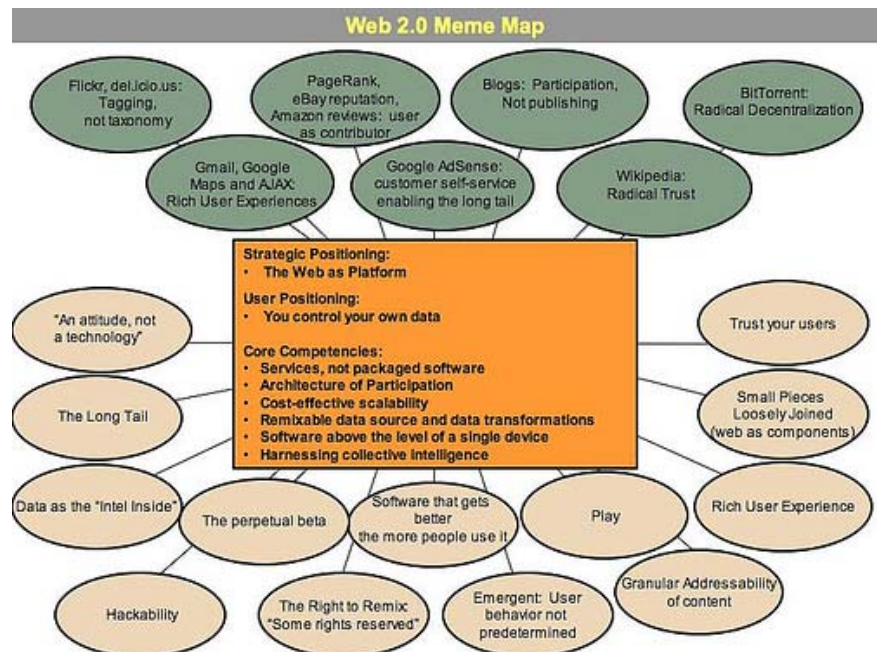 Web 2.0 Meme Map
Flickr, del.icio.us:
Tagging,
not taxonomy
PageRank,
eBay reputation,
Amazon reviews: user
as contributor
Blogs: Participation,
Not publishing
BitTorrent:
Radical Decentralization
Gmail, Google
Maps and AJAX:
Rich User Experiences
Google AdSense:
customer self-service
enabling the long tail
Wikipedia:
Radical Trust
Strategic Positioning:
• The Web as Platform
User Positioning:
• You control your own data
Core Competencies:
• Services, not packaged software
• Architecture of Participation
• Cost-effective scalability
• Remixable data source and data transformations
• Software above the level of a single device
• Harnessing collective intelligence
"An attitude, not
a technology"
Trust your users
The Long Tail
Small Pieces
Loosely Joined
(web as components)
Data as the "Intel Inside"
The perpetual beta
Software that gets
better
the more people use it
Play
Rich User Experience
Hackability
The Right to Remix:
"Some rights reserved"
Emergent: User
behavior not
predetermined
Granular Addressability
of content